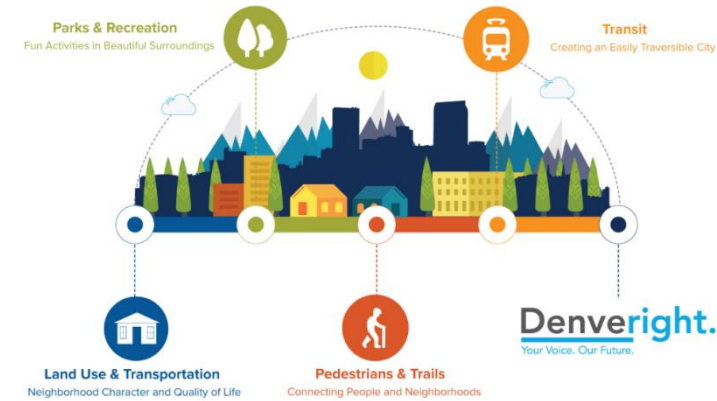 Parks & Recreation
Fun Activities in Beautiful Surroundings
Transit
Creating an Easily Traversible City
Land Use & Transportation
Neighborhood Character and Quality of Life
Pedestrians & Trails
Connecting People and Neighborhoods
Denveright.
Your Voice. Our Future.